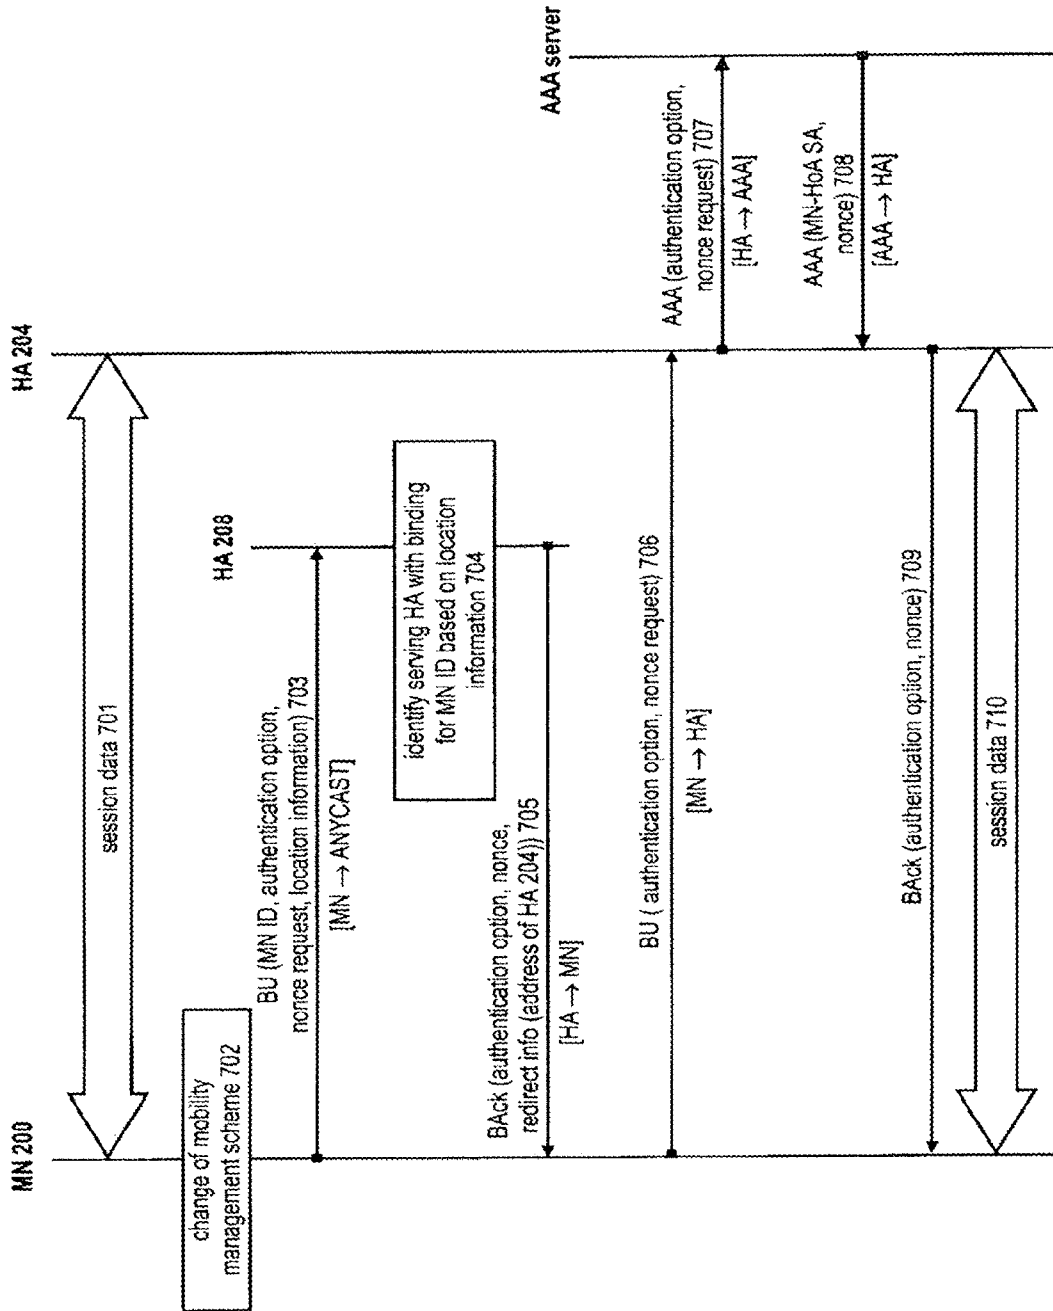 MN 200
HA 204
session data 701
change of mobility
management scheme 702
HA 208
BU (MN ID, authentication option,
nonce request, location information) 703
[MN → ANYCAST]
identify serving HA with binding
for MN ID based on location
information 704
BAck (authentication option, nonce,
redirect info (address of HA 204)) 705
[HA → MN]
AAA server
BU ( authentication option, nonce request) 706
[MN → HA]
AAA (authentication option,
nonce request) 707
[HA → AAA]
AAA (MN-HoA SA,
nonce) 708
[AAA → HA]
BAck (authentication option, nonce) 709
session data 710